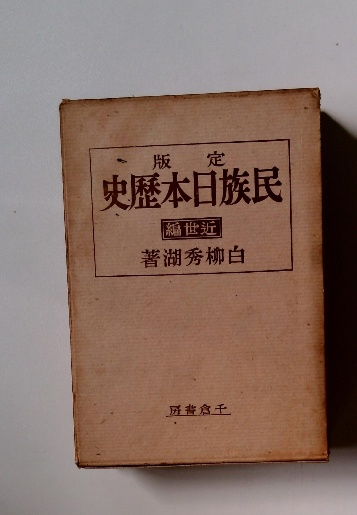 定版
民族日本歴史
近世編
白柳秀湖著
千倉書房